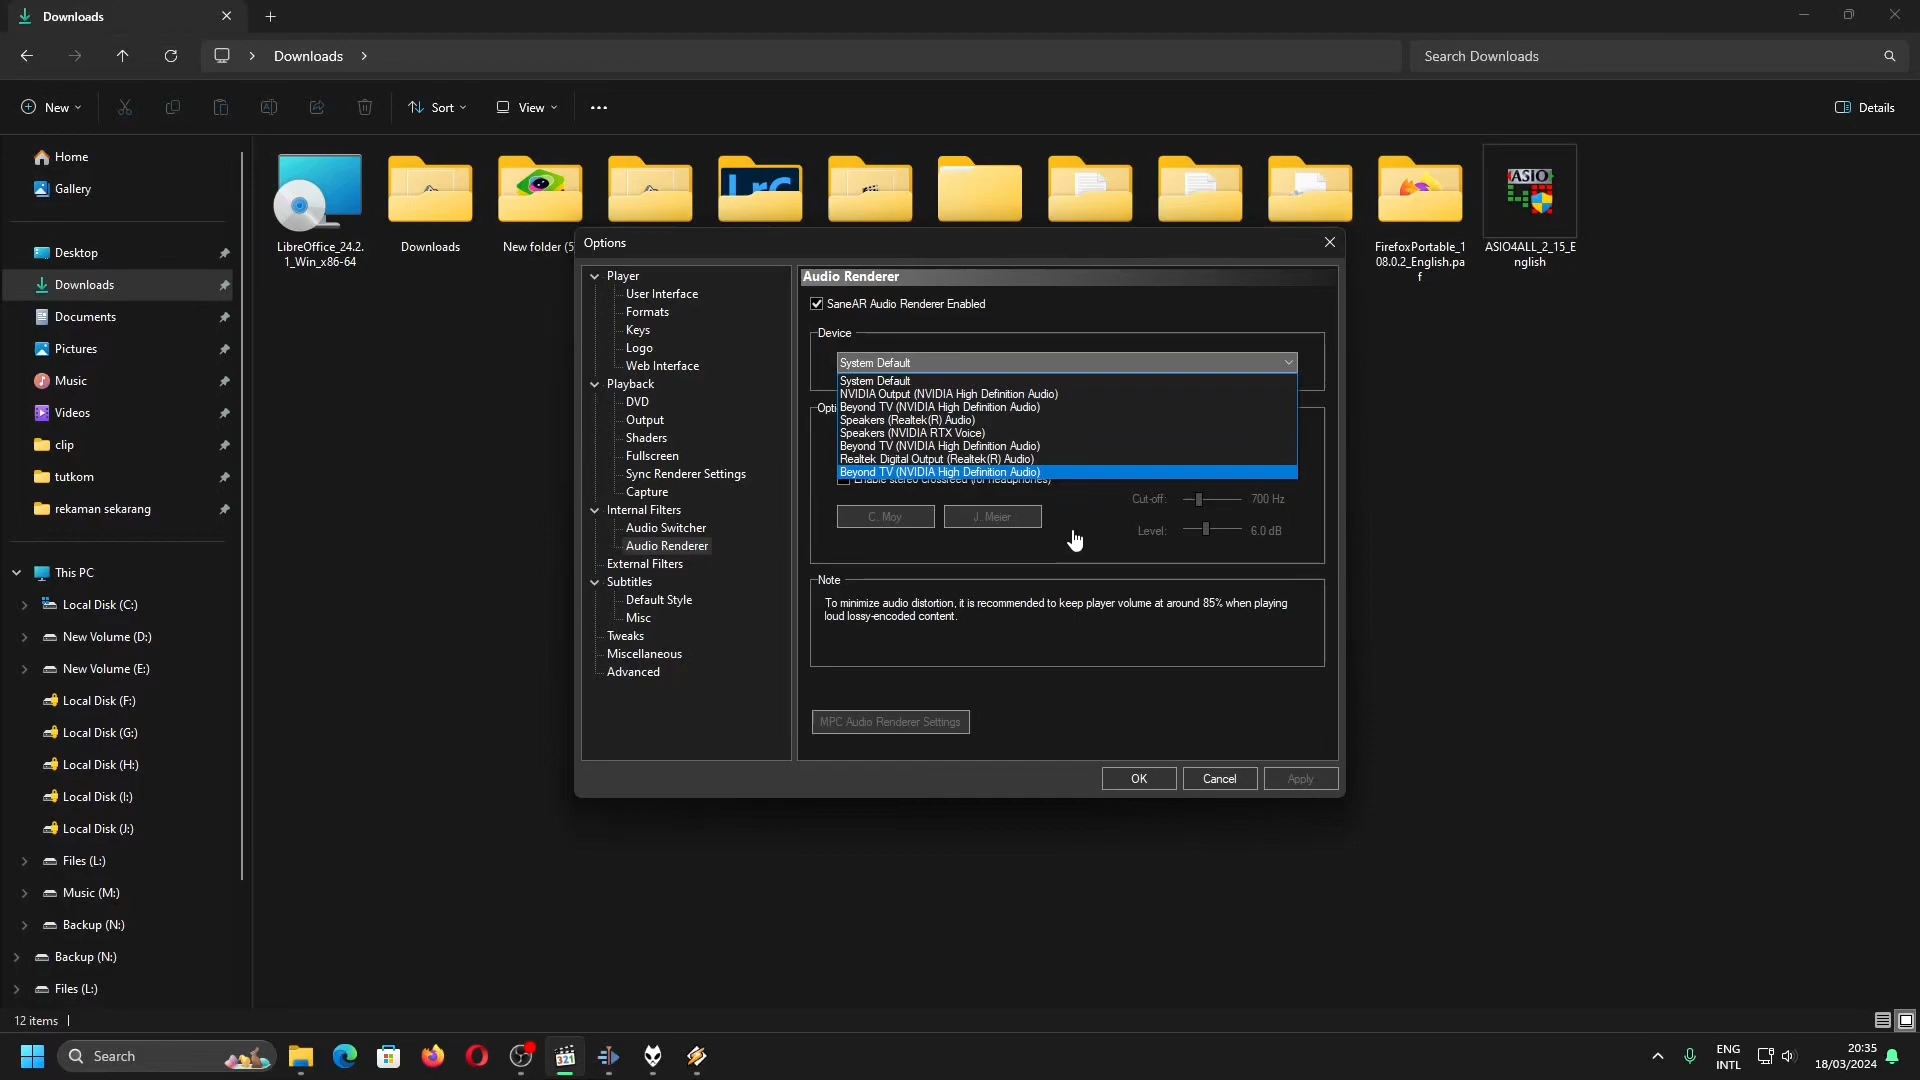 Downloads
Downloads
Search Downloads
New
Sort
View
Details
Home
Gallery
Desktop
Downloads
Documents
Pictures
Music
Videos
clip
tutkom
rekaman sekarang
This PC
Local Disk (C:)
New Volume (D:)
New Volume (E:)
Local Disk (F:)
Local Disk (G:)
Local Disk (H:)
Local Disk (I:)
Local Disk (J:)
Files (L:)
Music (M:)
Backup (N:)
Backup (N:)
Files (L:)
12 items
LrC
ASIO
LibreOffice_24.2.
1_Win_x86-64
Downloads
New folder (5
FirefoxPortable_1
08.0.2_English.pa
f
ASIO4ALL_2_15_E
nglish
Options
Player
User Interface
Formats
Keys
Logo
Web Interface
Playback
DVD
Output
Shaders
Fullscreen
Sync Renderer Settings
Capture
Internal Filters
Audio Switcher
Audio Renderer
External Filters
Subtitles
Default Style
Misc
Tweaks
Miscellaneous
Advanced
Audio Renderer
SaneAR Audio Renderer Enabled
Device
System Default
System Default
NVIDIA Output (NVIDIA High Definition Audio)
Beyond TV (NVIDIA High Definition Audio)
Speakers (Realtek(R) Audio)
Speakers (NVIDIA RTX Voice)
Beyond TV (NVIDIA High Definition Audio)
Realtek Digital Output (Realtek(R) Audio)
Beyond TV (NVIDIA High Definition Audio)
Opti
Enable stereo crossfeed (for headphones)
C. Moy
J. Meier
Cut-off:
700 Hz
Level:
6.0 dB
Note
To minimize audio distortion, it is recommended to keep player volume at around 85% when playing
loud lossy-encoded content.
MPC Audio Renderer Settings
OK
Cancel
Apply
Search
321
ENG
INTL
20:35
18/03/2024